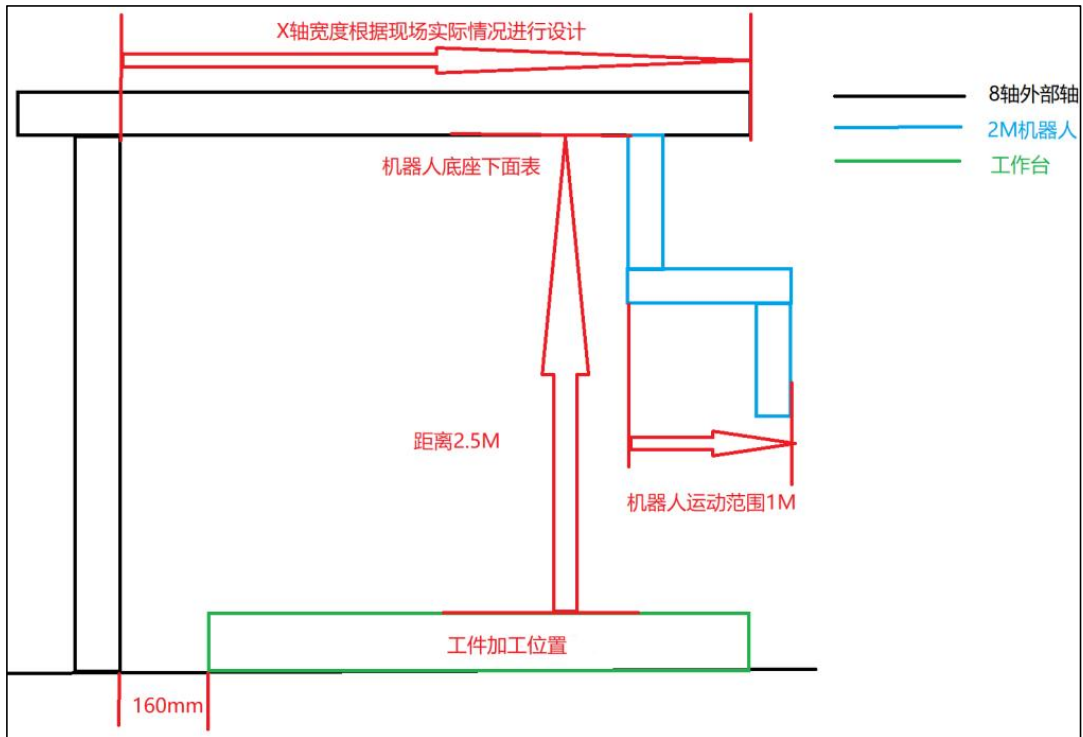 X轴宽度根据现场实际情况进行设计
8轴外部轴
2M机器人
工作台
机器人底座下面表
距离2.5M
机器人运动范围1M
工件加工位置
160mm